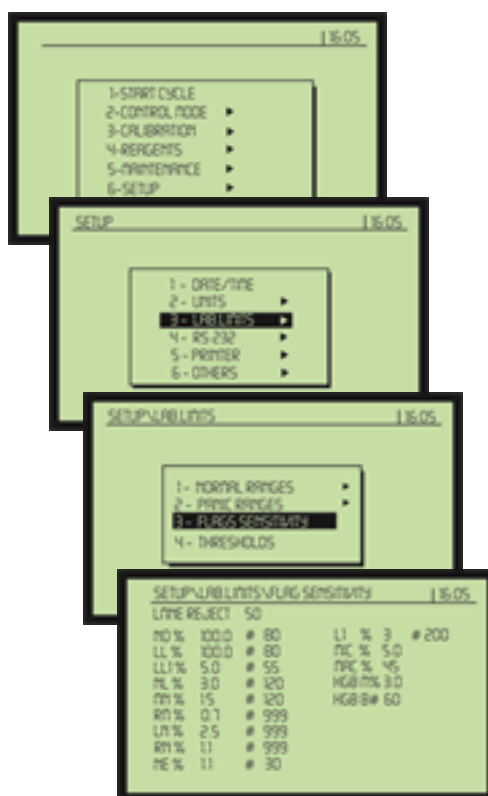 16:05
1-START CYCLE
2-CONTROL MODE ▶
3-CALIBRATION ▶
4-REAGENTS ▶
5-MAINTENANCE ▶
6-SETUP ▶
SETUP 16:05
1 - DATE/TIME
2 - UNITS ▶
3 - LAB.LIMITS ▶
4 - RS-232 ▶
5 - PRINTER ▶
6 - OTHERS ▶
SETUP\LAB.LIMITS 16:05
1 - NORMAL RANGES ▶
2 - PANIC RANGES ▶
3 - FLAGS SENSITIVITY
4 - THRESHOLDS
SETUP\LAB.LIMITS\FLAG SENSITIVITY 16:05
LMNE REJECT 50
NO % 100.0 # 80 L1 % 3 # 200
LL % 100.0 # 80 MIC % 5.0
LL1 % 5.0 # 55 MAC % 45
NL % 3.0 # 120 HGB:M% 3.0
MN % 15 # 120 HGB:B# 60
RM % 0.7 # 999
LN % 2.5 # 999
RN % 1.1 # 999
NE % 1.1 # 30